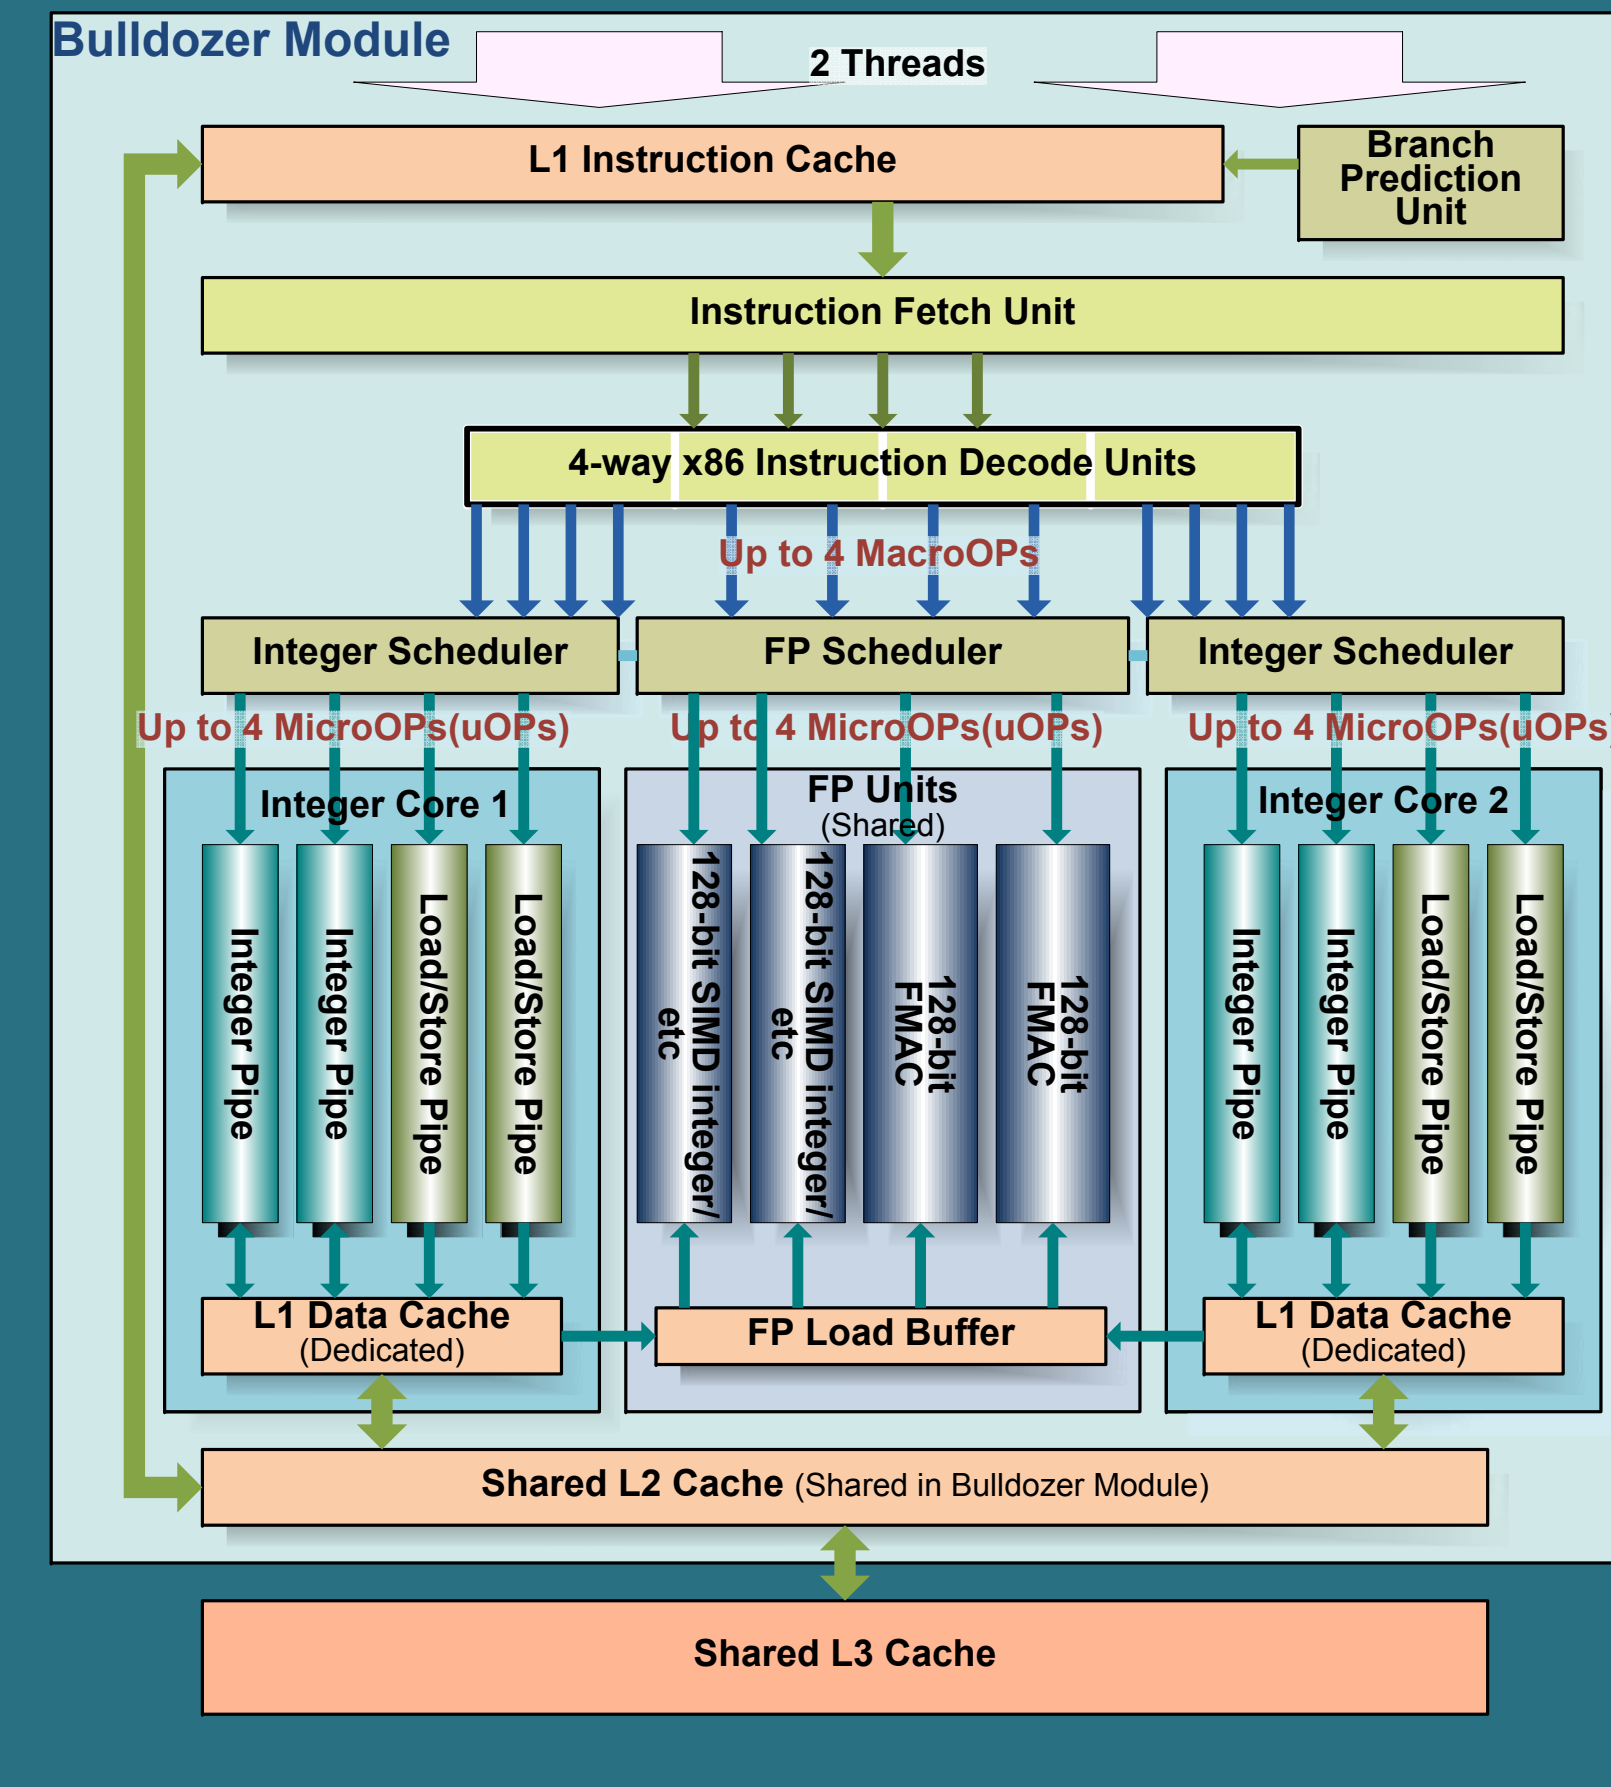 Bulldozer Module
2 Threads
L1 Instruction Cache
Branch
Prediction
Unit
Instruction Fetch Unit
4-way x86 Instruction Decode Units
Up to 4 MacroOPs
Integer Scheduler
FP Scheduler
Integer Scheduler
Up to 4 MicroOPs(uOPs)
Up to 4 MicroOPs(uOPs)
Up to 4 MicroOPs(uOPs)
Integer Core 1
FP Units
(Shared)
Integer Core 2
Integer Pipe
Integer Pipe
Load/Store Pipe
Load/Store Pipe
128-bit SIMD integer/
etc
128-bit SIMD integer/
etc
128-bit
FMAC
128-bit
FMAC
Integer Pipe
Integer Pipe
Load/Store Pipe
Load/Store Pipe
L1 Data Cache
(Dedicated)
FP Load Buffer
L1 Data Cache
(Dedicated)
Shared L2 Cache (Shared in Bulldozer Module)
Shared L3 Cache